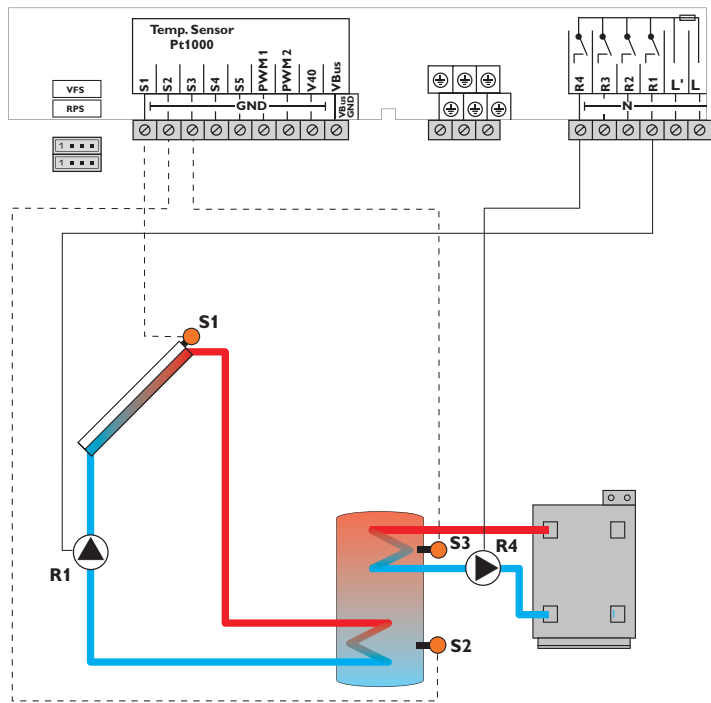 Temp. Sensor
Pt1000
S1
S2
S3
S4
S5
PWM 1
PWM 2
V40
VBus
GND
VBus
GND
VFS
RPS
1
1
R4
R3
R2
R1
L'
L
N
S1
S3
R4
R1
S2